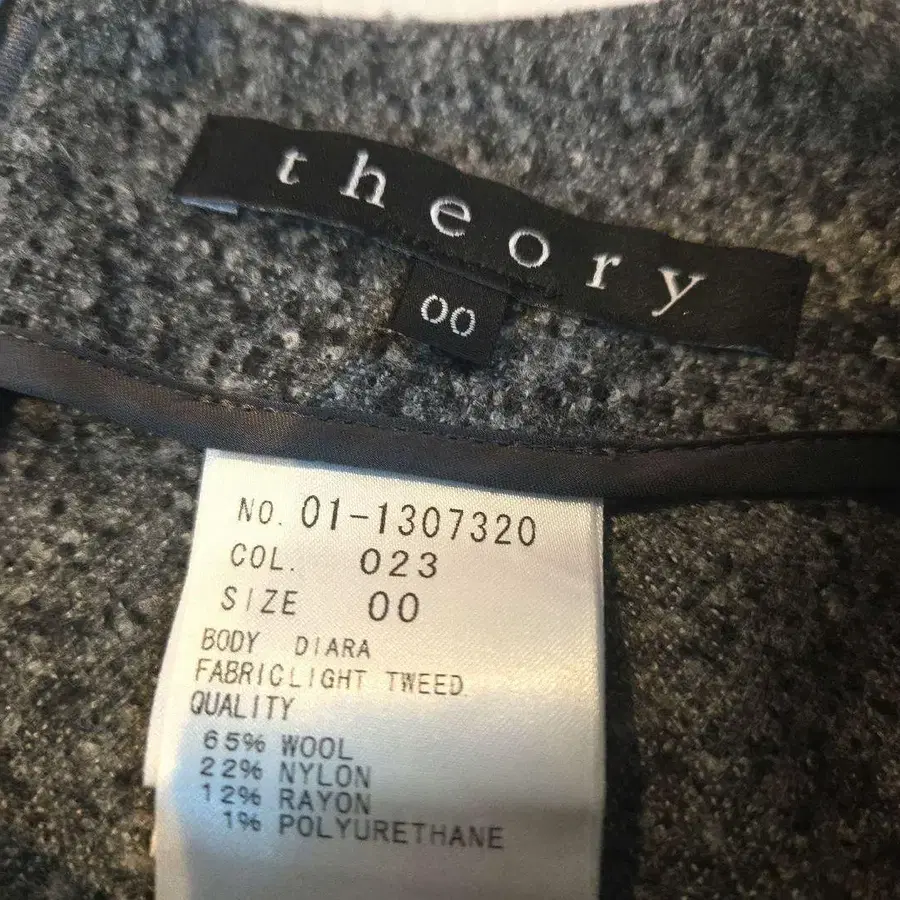 theory
00
NO. 01-1307320
COL. 023
SIZE 00
BODY DIARA
FABRICLIGHT TWEED
QUALITY
65% WOOL
22% NYLON
12% RAYON
1% POLYURETHANE